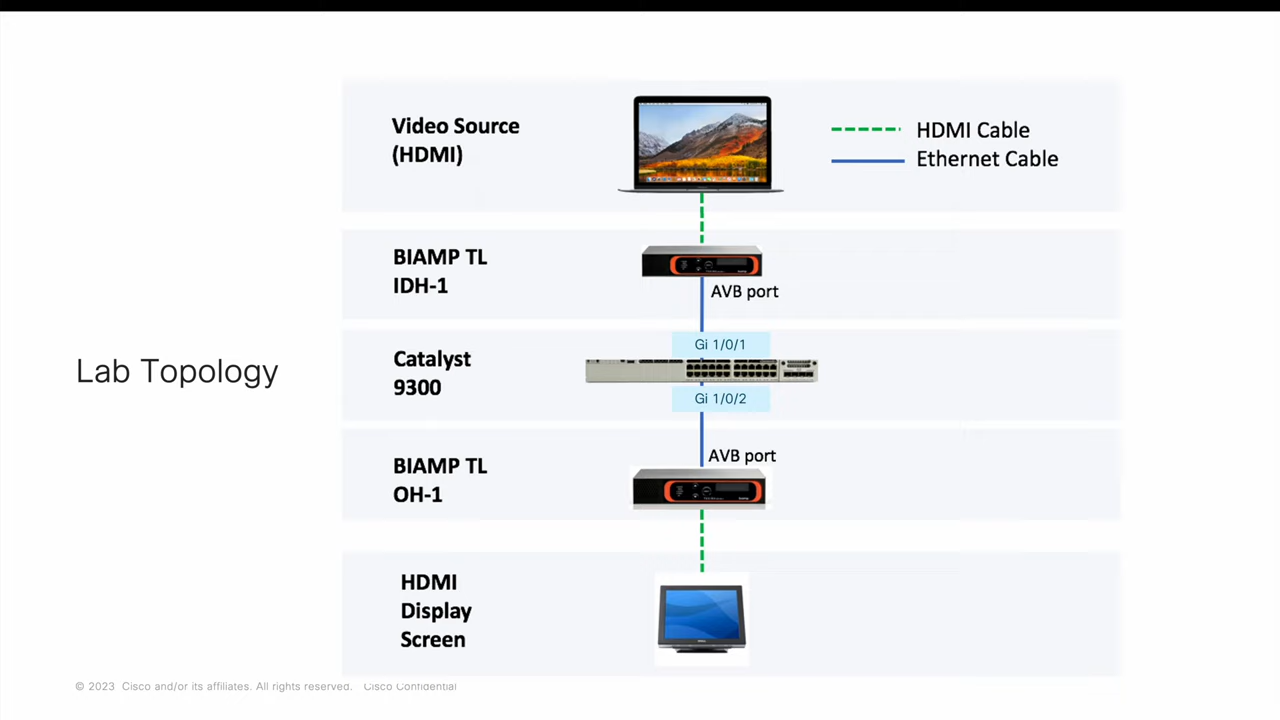 Lab Topology
Video Source
(HDMI)
HDMI Cable
Ethernet Cable
BIAMP TL
IDH-1
AVB port
Gi 1/0/1
Catalyst
9300
Gi 1/0/2
BIAMP TL
OH-1
AVB port
HDMI
Display
Screen
© 2023 Cisco and/or its affiliates. All rights reserved. Cisco Confidential